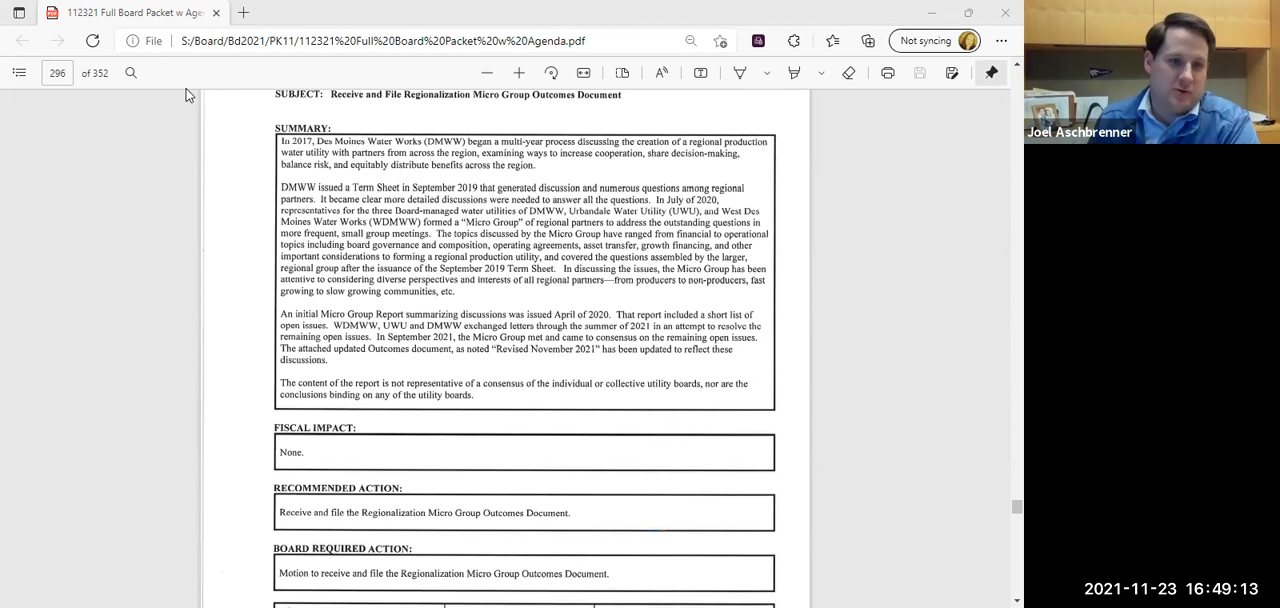 112321 Full Board Packet w Age
File
S:/Board/Bd2021/PK11/112321%20Full%20Board%20Packet%20w%20Agenda.pdf
Not syncing
296 of 352
SUBJECT: Receive and File Regionalization Micro Group Outcomes Document
SUMMARY:
In 2017, Des Moines Water Works (DMWW) began a multi-year process discussing the creation of a regional production
water utility with partners from across the region, examining ways to increase cooperation, share decision-making,
balance risk, and equitably distribute benefits across the region.
DMWW issued a Term Sheet in September 2019 that generated discussion and numerous questions among regional
partners. It became clear more detailed discussions were needed to answer all the questions. In July of 2020,
representatives for the three Board-managed water utilities of DMWW, Urbandale Water Utility (UWU), and West Des
Moines Water Works (WDMWW) formed a “Micro Group” of regional partners to address the outstanding questions in
more frequent, small group meetings. The topics discussed by the Micro Group have ranged from financial to operational
topics including board governance and composition, operating agreements, asset transfer, growth financing, and other
important considerations to forming a regional production utility, and covered the questions assembled by the larger,
regional group after the issuance of the September 2019 Term Sheet. In discussing the issues, the Micro Group has been
attentive to considering diverse perspectives and interests of all regional partners—from producers to non-producers, fast
growing to slow growing communities, etc.
An initial Micro Group Report summarizing discussions was issued April of 2020. That report included a short list of
open issues. WDMWW, UWU and DMWW exchanged letters through the summer of 2021 in an attempt to resolve the
remaining open issues. In September 2021, the Micro Group met and came to consensus on the remaining open issues.
The attached updated Outcomes document, as noted “Revised November 2021” has been updated to reflect these
discussions.
The content of the report is not representative of a consensus of the individual or collective utility boards, nor are the
conclusions binding on any of the utility boards.
FISCAL IMPACT:
None.
RECOMMENDED ACTION:
Receive and file the Regionalization Micro Group Outcomes Document.
BOARD REQUIRED ACTION:
Motion to receive and file the Regionalization Micro Group Outcomes Document.
Joel Aschbrenner
2021-11-23 16:49:13